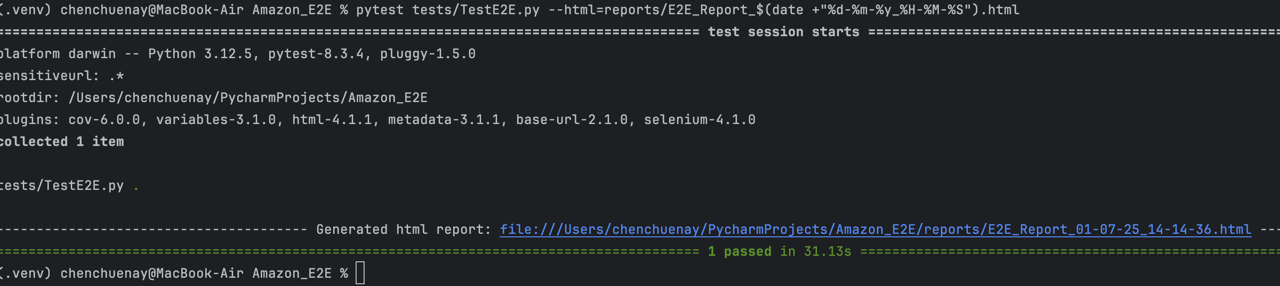 (.venv) chenchuenay@MacBook-Air Amazon_E2E % pytest tests/TestE2E.py --html=reports/E2E_Report_$(date +"%d-%m-%y_%H-%M-%S").html
================ test session starts ================
platform darwin -- Python 3.12.5, pytest-8.3.4, pluggy-1.5.0
sensitiveurl: .*
rootdir: /Users/chenchuenay/PycharmProjects/Amazon_E2E
plugins: cov-6.0.0, variables-3.1.0, html-4.1.1, metadata-3.1.1, base-url-2.1.0, selenium-4.1.0
collected 1 item
tests/TestE2E.py .
---------------- Generated html report: file:///Users/chenchuenay/PycharmProjects/Amazon_E2E/reports/E2E_Report_01-07-25_14-14-36.html ---
================ 1 passed in 31.13s ================
(.venv) chenchuenay@MacBook-Air Amazon_E2E %